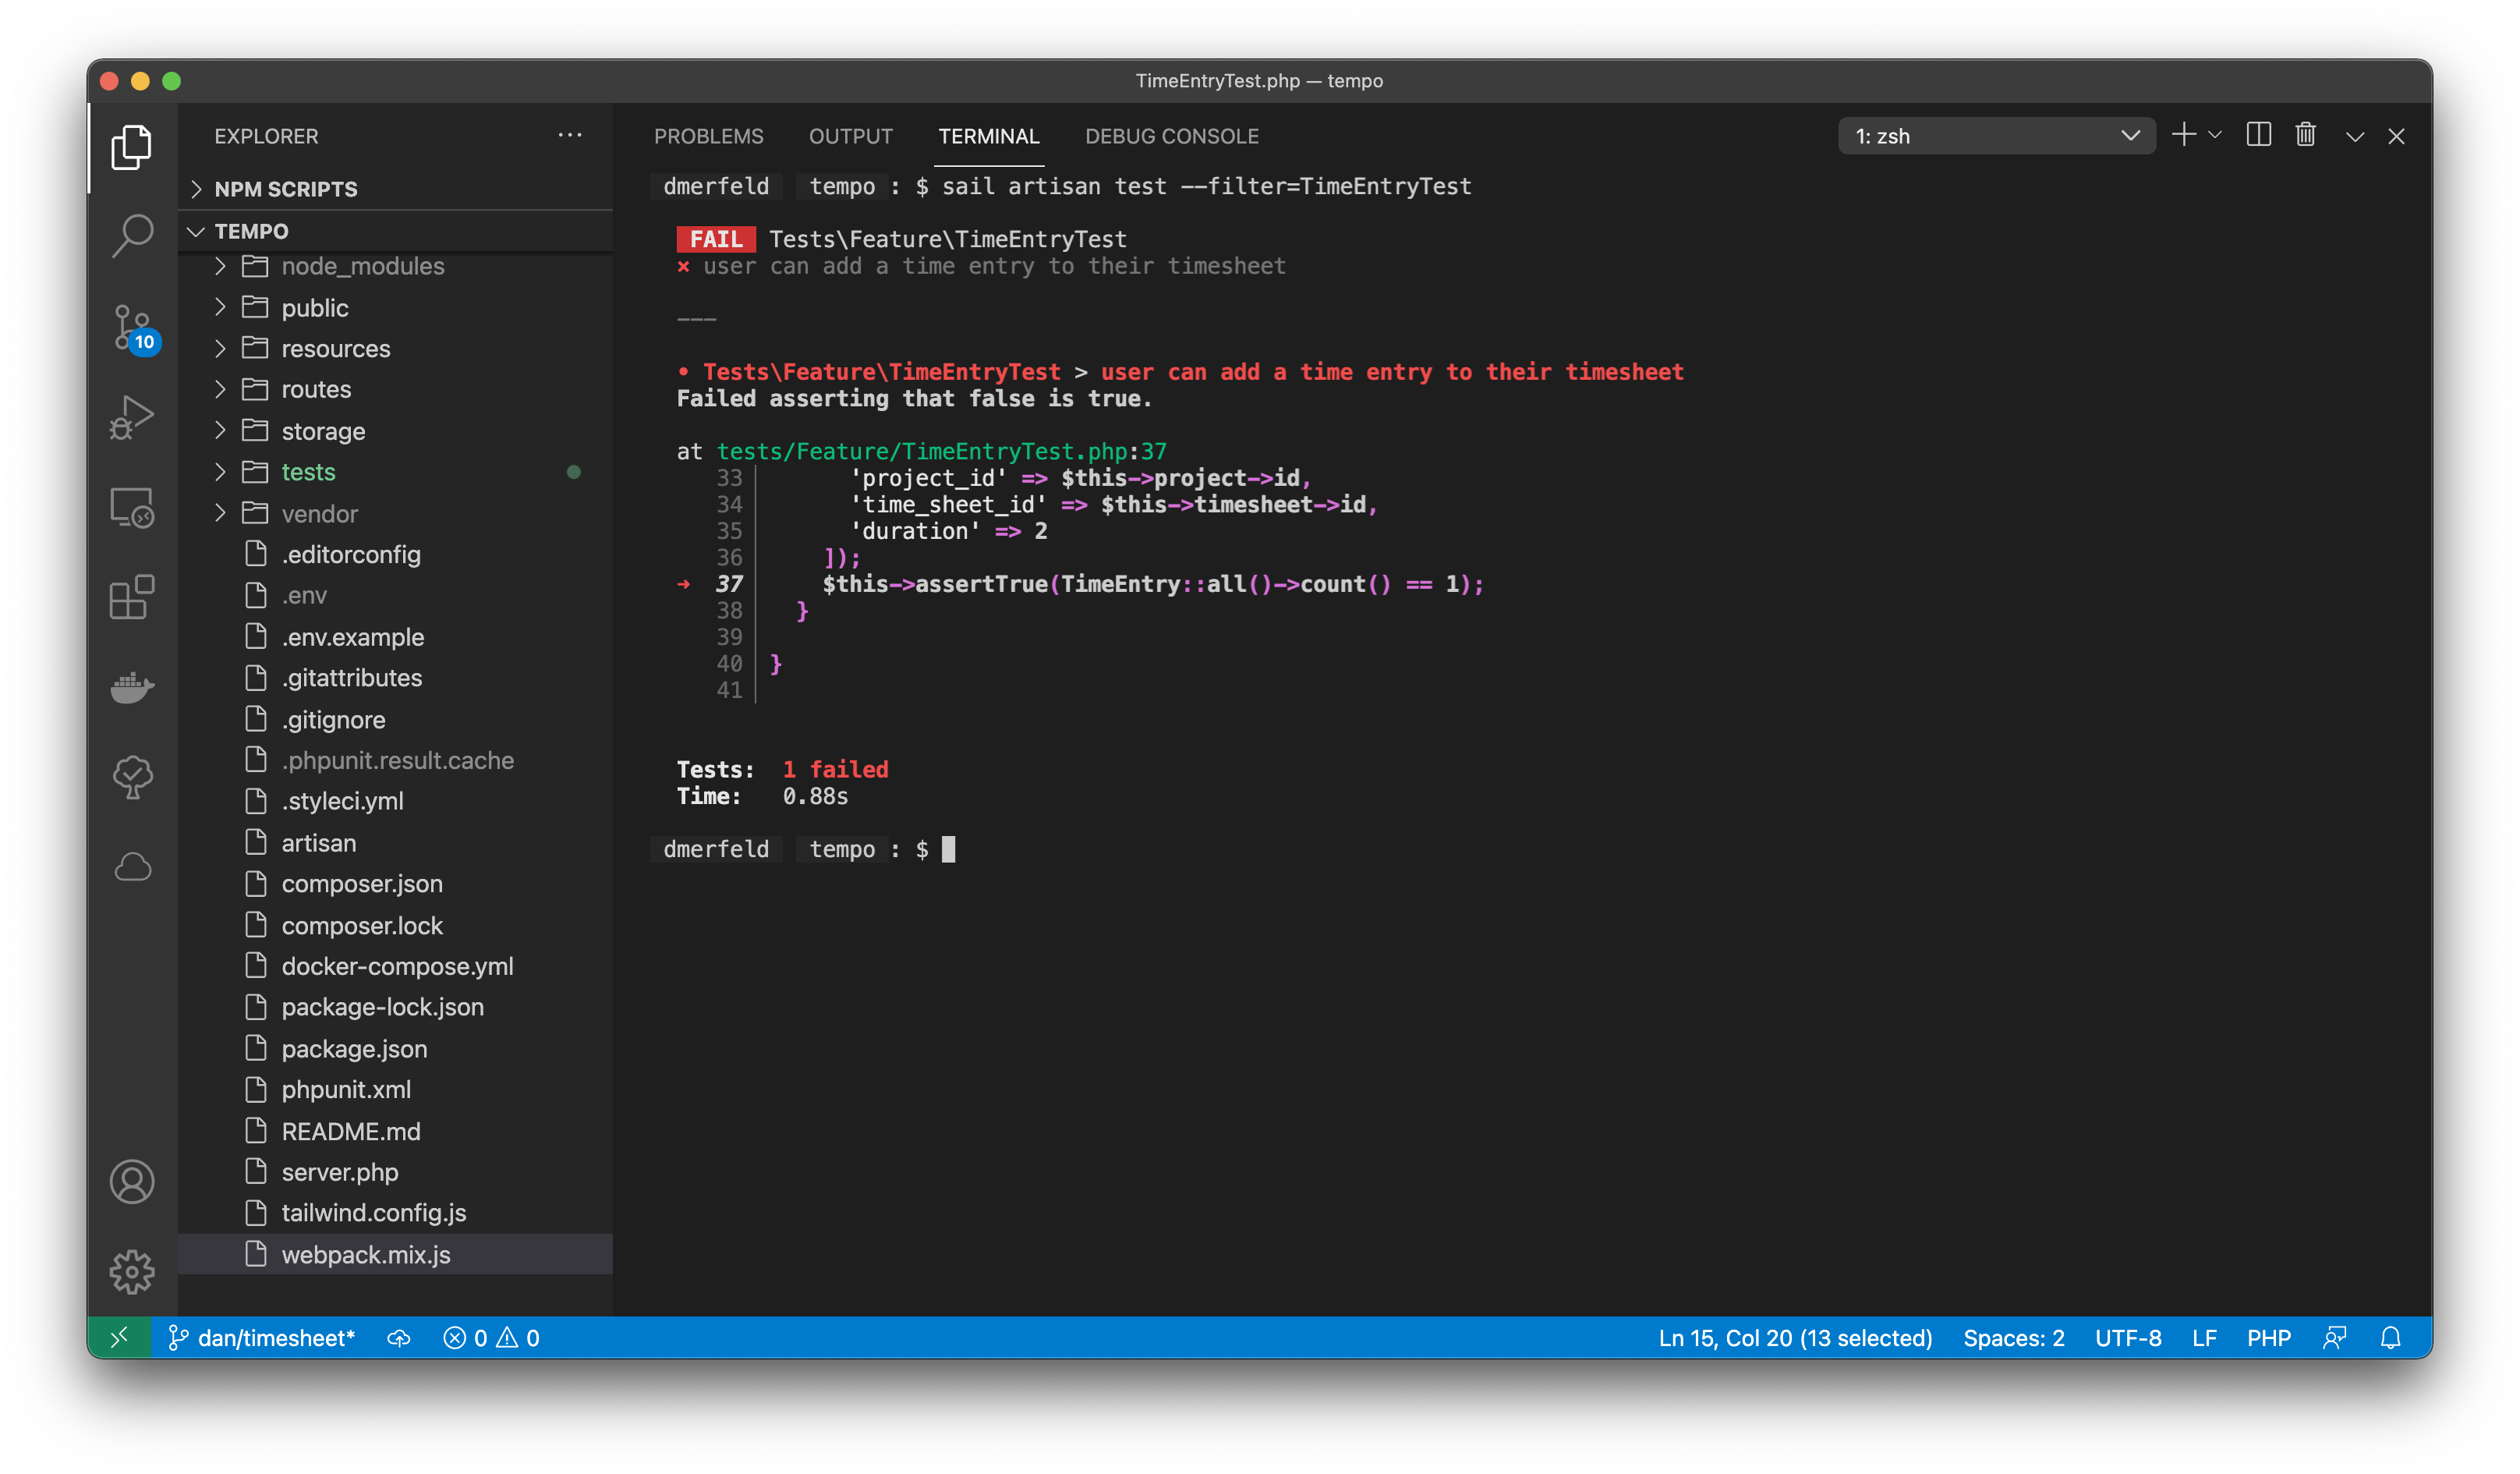 TimeEntryTest.php — tempo
EXPLORER
NPM SCRIPTS
TEMPO
node_modules
public
resources
routes
storage
tests
vendor
.editorconfig
.env
.env.example
.gitattributes
.gitignore
.phpunit.result.cache
.styleci.yml
artisan
composer.json
composer.lock
docker-compose.yml
package-lock.json
package.json
phpunit.xml
README.md
server.php
tailwind.config.js
webpack.mix.js
10
PROBLEMS OUTPUT TERMINAL DEBUG CONSOLE 1: zsh
dmerfeld tempo : $ sail artisan test --filter=TimeEntryTest
FAIL Tests\Feature\TimeEntryTest
× user can add a time entry to their timesheet
---
• Tests\Feature\TimeEntryTest > user can add a time entry to their timesheet
Failed asserting that false is true.
at tests/Feature/TimeEntryTest.php:37
33 'project_id' => $this->project->id,
34 'time_sheet_id' => $this->timesheet->id,
35 'duration' => 2
36 ]);
→ 37 $this->assertTrue(TimeEntry::all()->count() == 1);
38 }
39
40 }
41
Tests: 1 failed
Time: 0.88s
dmerfeld tempo : $
dan/timesheet* 0 0 Ln 15, Col 20 (13 selected) Spaces: 2 UTF-8 LF PHP